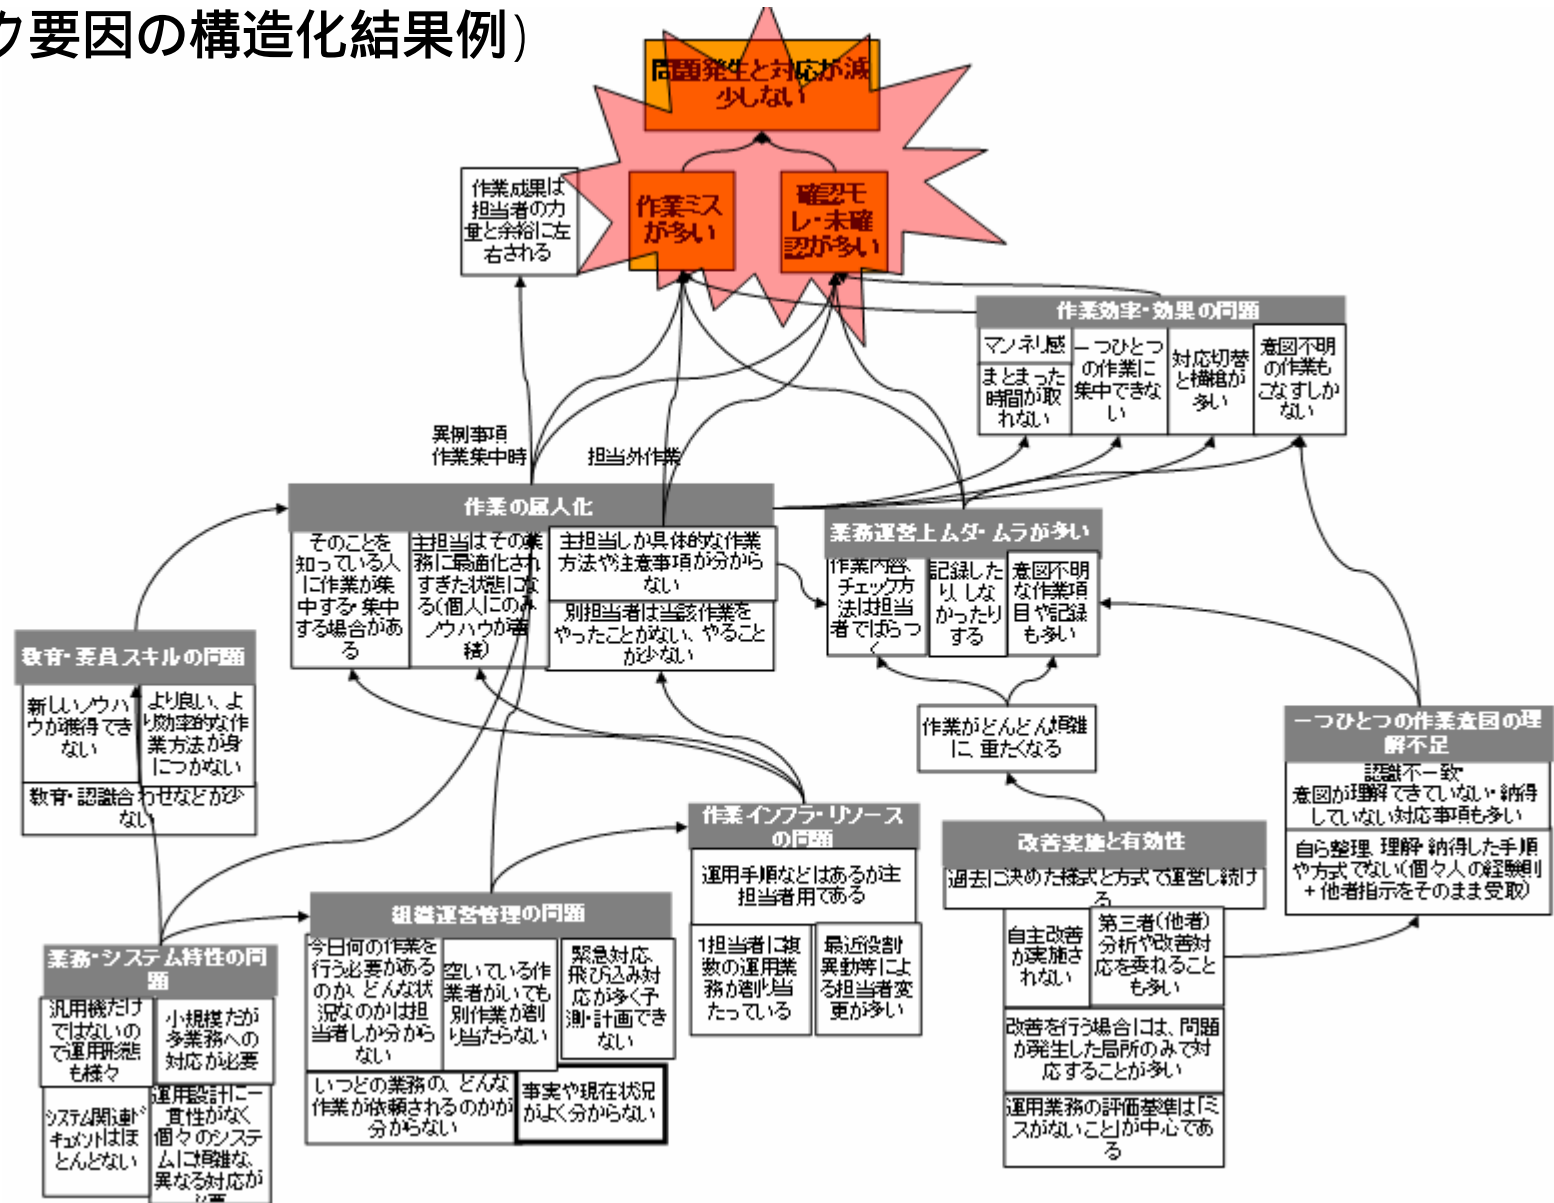 ク要因の構造化結果例)
問題発生と対応が減
少しない
作業成果は
担当者の力
量と余裕に左
右される
作業ミス
が多い
確認モ
レ・未確
認が多い
作業効率・効果の問題
マンネリ感
まとまった
時間が取
れない
一つひとつ
の作業に
集中できな
い
対応切替
と横槍が
多い
意図不明
の作業も
こなすしか
ない
異例事項
作業集中時
担当外作業
作業の属人化
そのことを
知っている人
に作業が集
中する・集中
する場合があ
る
主担当はその業
務に最適化され
すぎた状態にな
る(個人にのみ
ノウハウが蓄
積)
主担当しか具体的な作業
方法や注意事項が分から
ない
別担当者は当該作業を
やったことがない、やること
が少ない
業務運営上ムダ・ムラが多い
作業内容、
チェック方
法は担当
者でばらつ
く
記録した
り、しな
かったり
する
意図不明
な作業項
目や記録
も多い
教育・要員スキルの問題
新しいノウハ
ウが獲得でき
ない
より良い、よ
り効率的な作
業方法が身
につかない
教育・認識合わせなどが少
ない
作業がどんどん煩雑
に、重たくなる
一つひとつの作業意図の理
解不足
認識不一致・
意図が理解できていない・納得
していない対応事項も多い
自ら整理、理解・納得した手順
や方式でない(個々人の経験則
+他者指示をそのまま受取)
作業インフラ・リソース
の問題
運用手順などはあるが主
担当者用である
1担当者に複
数の運用業
務が割り当
たっている
最近役割
異動等によ
る担当者変
更が多い
改善実施と有効性
過去に決めた様式と方式で運営し続け
る
自主改善
が実施さ
れない
第三者(他者)
分析や改善対
応を委ねること
も多い
改善を行う場合には、問題
が発生した局所のみで対
応することが多い
運用業務の評価基準は「ミ
スがないこと」が中心であ
る
組織運営管理の問題
今日何の作業を
行う必要がある
のか、どんな状
況なのかは担
当者しか分から
ない
空いている作
業者がいても
別作業が割
り当たらない
緊急対応、
飛び込み対
応が多く予
測・計画でき
ない
いつどの業務の、どんな
作業が依頼されるのかが
分からない
事実や現在状況
がよく分からない
業務・システム特性の問
題
汎用機だけ
ではないの
で運用形態
も様々
小規模だが
多業務への
対応が必要
システム関連ド
キュメントはほ
とんどない
運用設計に一
貫性がなく
個々のシステ
ムに煩雑な、
異なる対応が
必要